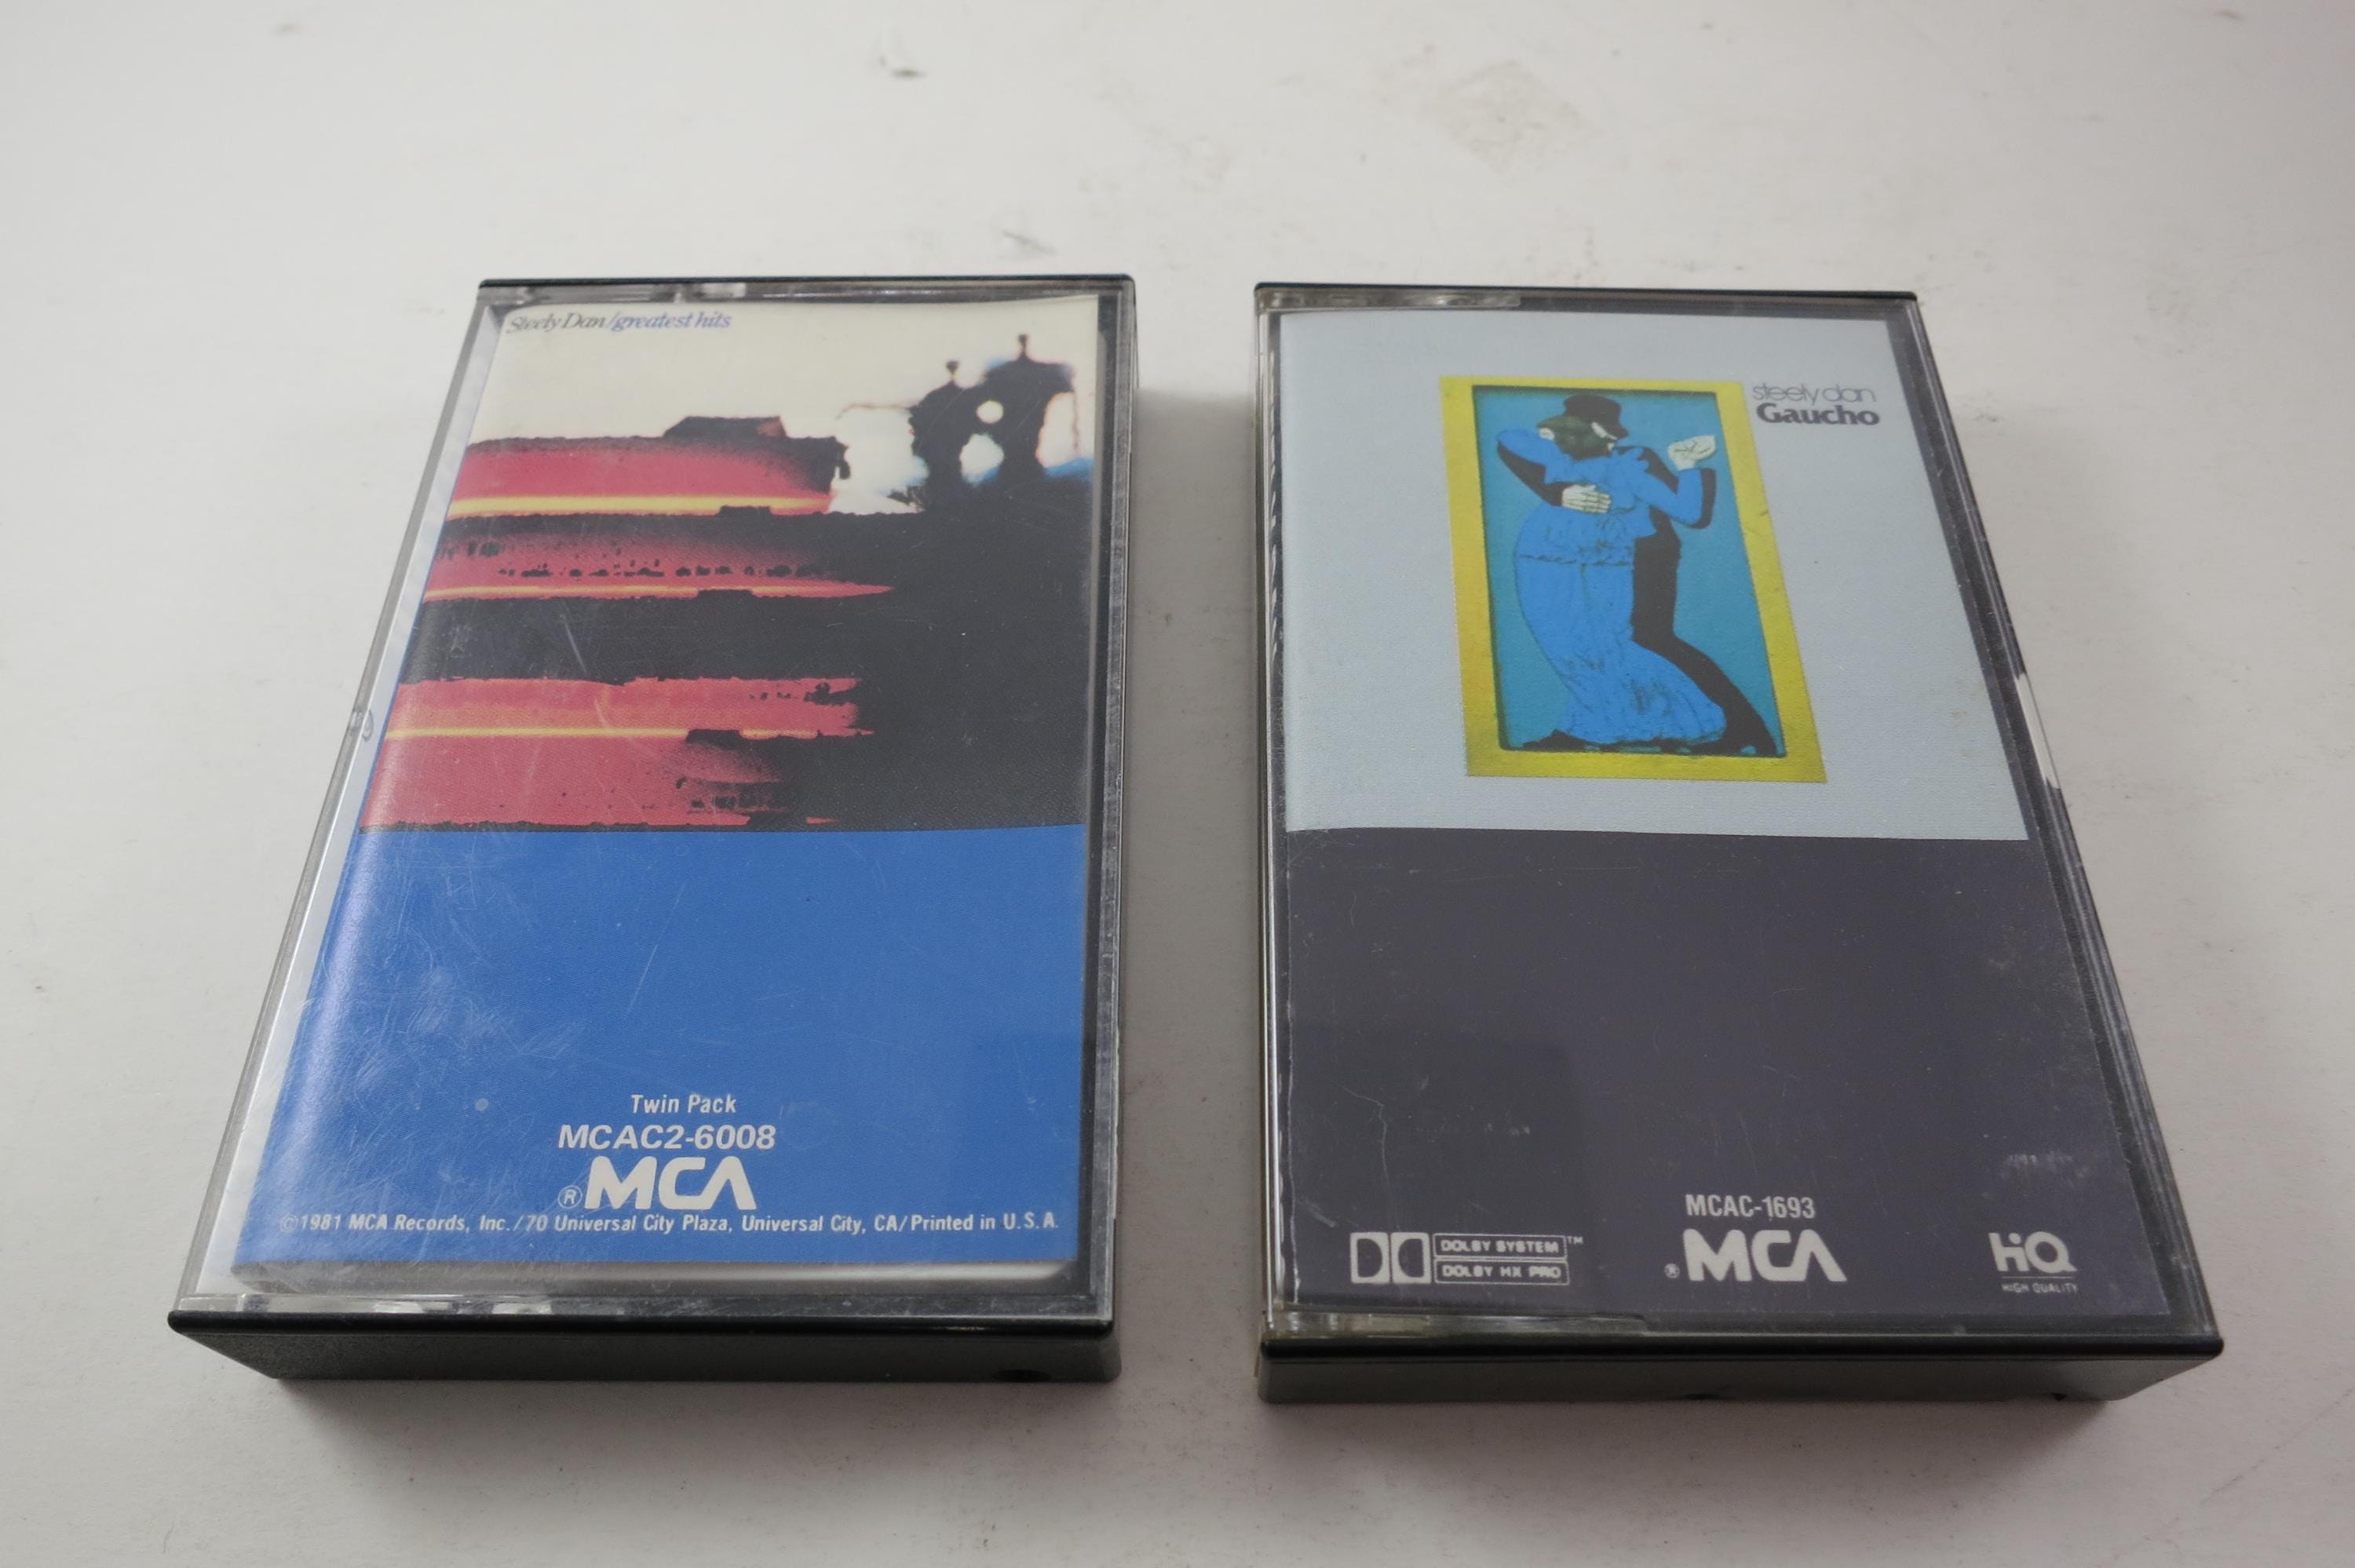 Steely Dan/greatest hits
Twin Pack
MCAC2-6008
®MCA
©1981 MCA Records, Inc./70 Universal City Plaza, Universal City, CA/Printed in U.S.A.
steely dan
Gaucho
MCAC-1693
DOLBY SYSTEM™
DOLBY HX PRO
®MCA
HiQ
HIGH QUALITY